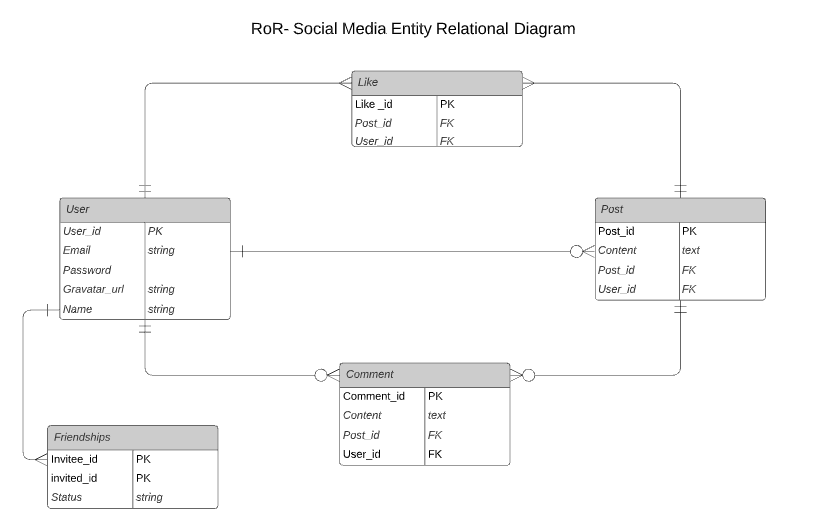 RoR- Social Media Entity Relational Diagram
Like
Like _id PK
Post_id FK
User_id FK
User
User_id PK
Email string
Password
Gravatar_url string
Name string
Post
Post_id PK
Content text
Post_id FK
User_id FK
Comment
Comment_id PK
Content text
Post_id FK
User_id FK
Friendships
Invitee_id PK
invited_id PK
Status string